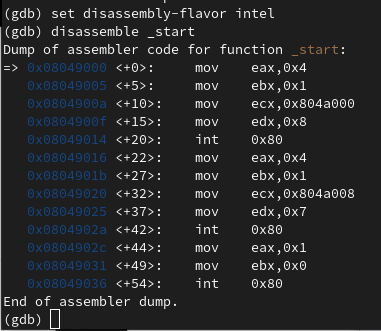 (gdb) set disassembly-flavor intel
(gdb) disassemble _start
Dump of assembler code for function _start:
=> 0x08049000 <+0>:     mov    eax,0x4
   0x08049005 <+5>:     mov    ebx,0x1
   0x0804900a <+10>:    mov    ecx,0x804a000
   0x0804900f <+15>:    mov    edx,0x8
   0x08049014 <+20>:    int    0x80
   0x08049016 <+22>:    mov    eax,0x4
   0x0804901b <+27>:    mov    ebx,0x1
   0x08049020 <+32>:    mov    ecx,0x804a008
   0x08049025 <+37>:    mov    edx,0x7
   0x0804902a <+42>:    int    0x80
   0x0804902c <+44>:    mov    eax,0x1
   0x08049031 <+49>:    mov    ebx,0x0
   0x08049036 <+54>:    int    0x80
End of assembler dump.
(gdb)